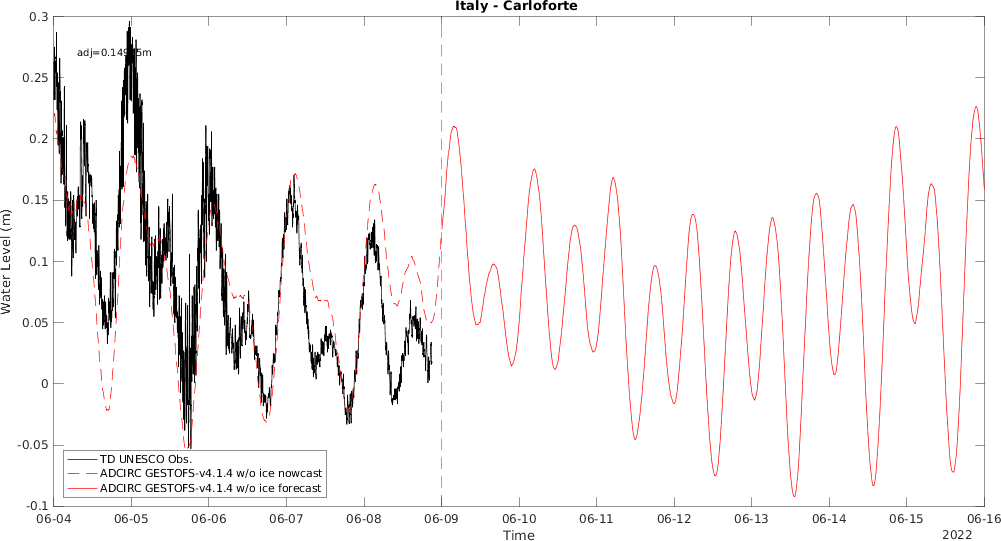 Italy - Carloforte
0.3
0.25
0.2
0.15
0.1
0.05
0
-0.05
-0.1
Water Level (m)
TD UNESCO Obs.
ADCIRC GESTOFS-v4.1.4 w/o ice nowcast
ADCIRC GESTOFS-v4.1.4 w/o ice forecast
06-04 06-05 06-06 06-07 06-08 06-09 06-10 06-11 06-12 06-13 06-14 06-15 06-16
Time
2022